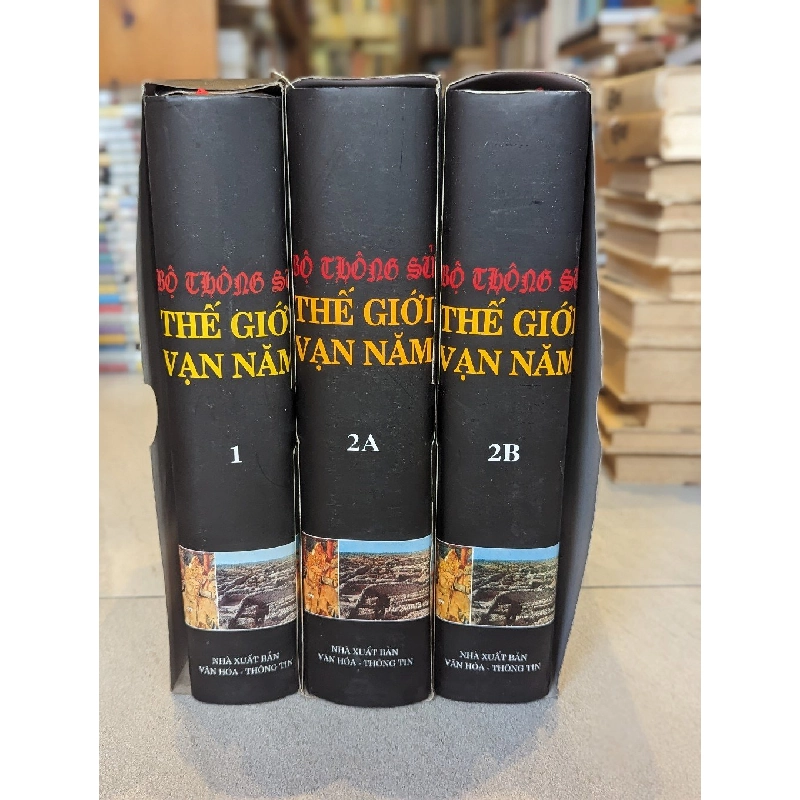 BỘ THÔNG SỬ
THẾ GIỚI
VẠN NĂM
1
NHÀ XUẤT BẢN
VĂN HÓA - THÔNG TIN
BỘ THÔNG SỬ
THẾ GIỚI
VẠN NĂM
2A
NHÀ XUẤT BẢN
VĂN HÓA - THÔNG TIN
BỘ THÔNG SỬ
THẾ GIỚI
VẠN NĂM
2B
NHÀ XUẤT BẢN
VĂN HÓA - THÔNG TIN